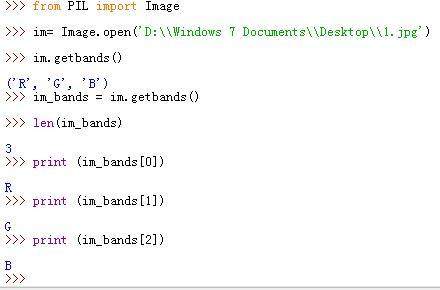 >>> from PIL import Image
>>> im= Image.open('D:\\Windows 7 Documents\\Desktop\\1.jpg')
>>> im.getbands()
('R', 'G', 'B')
>>> im_bands = im.getbands()
>>> len(im_bands)
3
>>> print (im_bands[0])
R
>>> print (im_bands[1])
G
>>> print (im_bands[2])
B
>>>